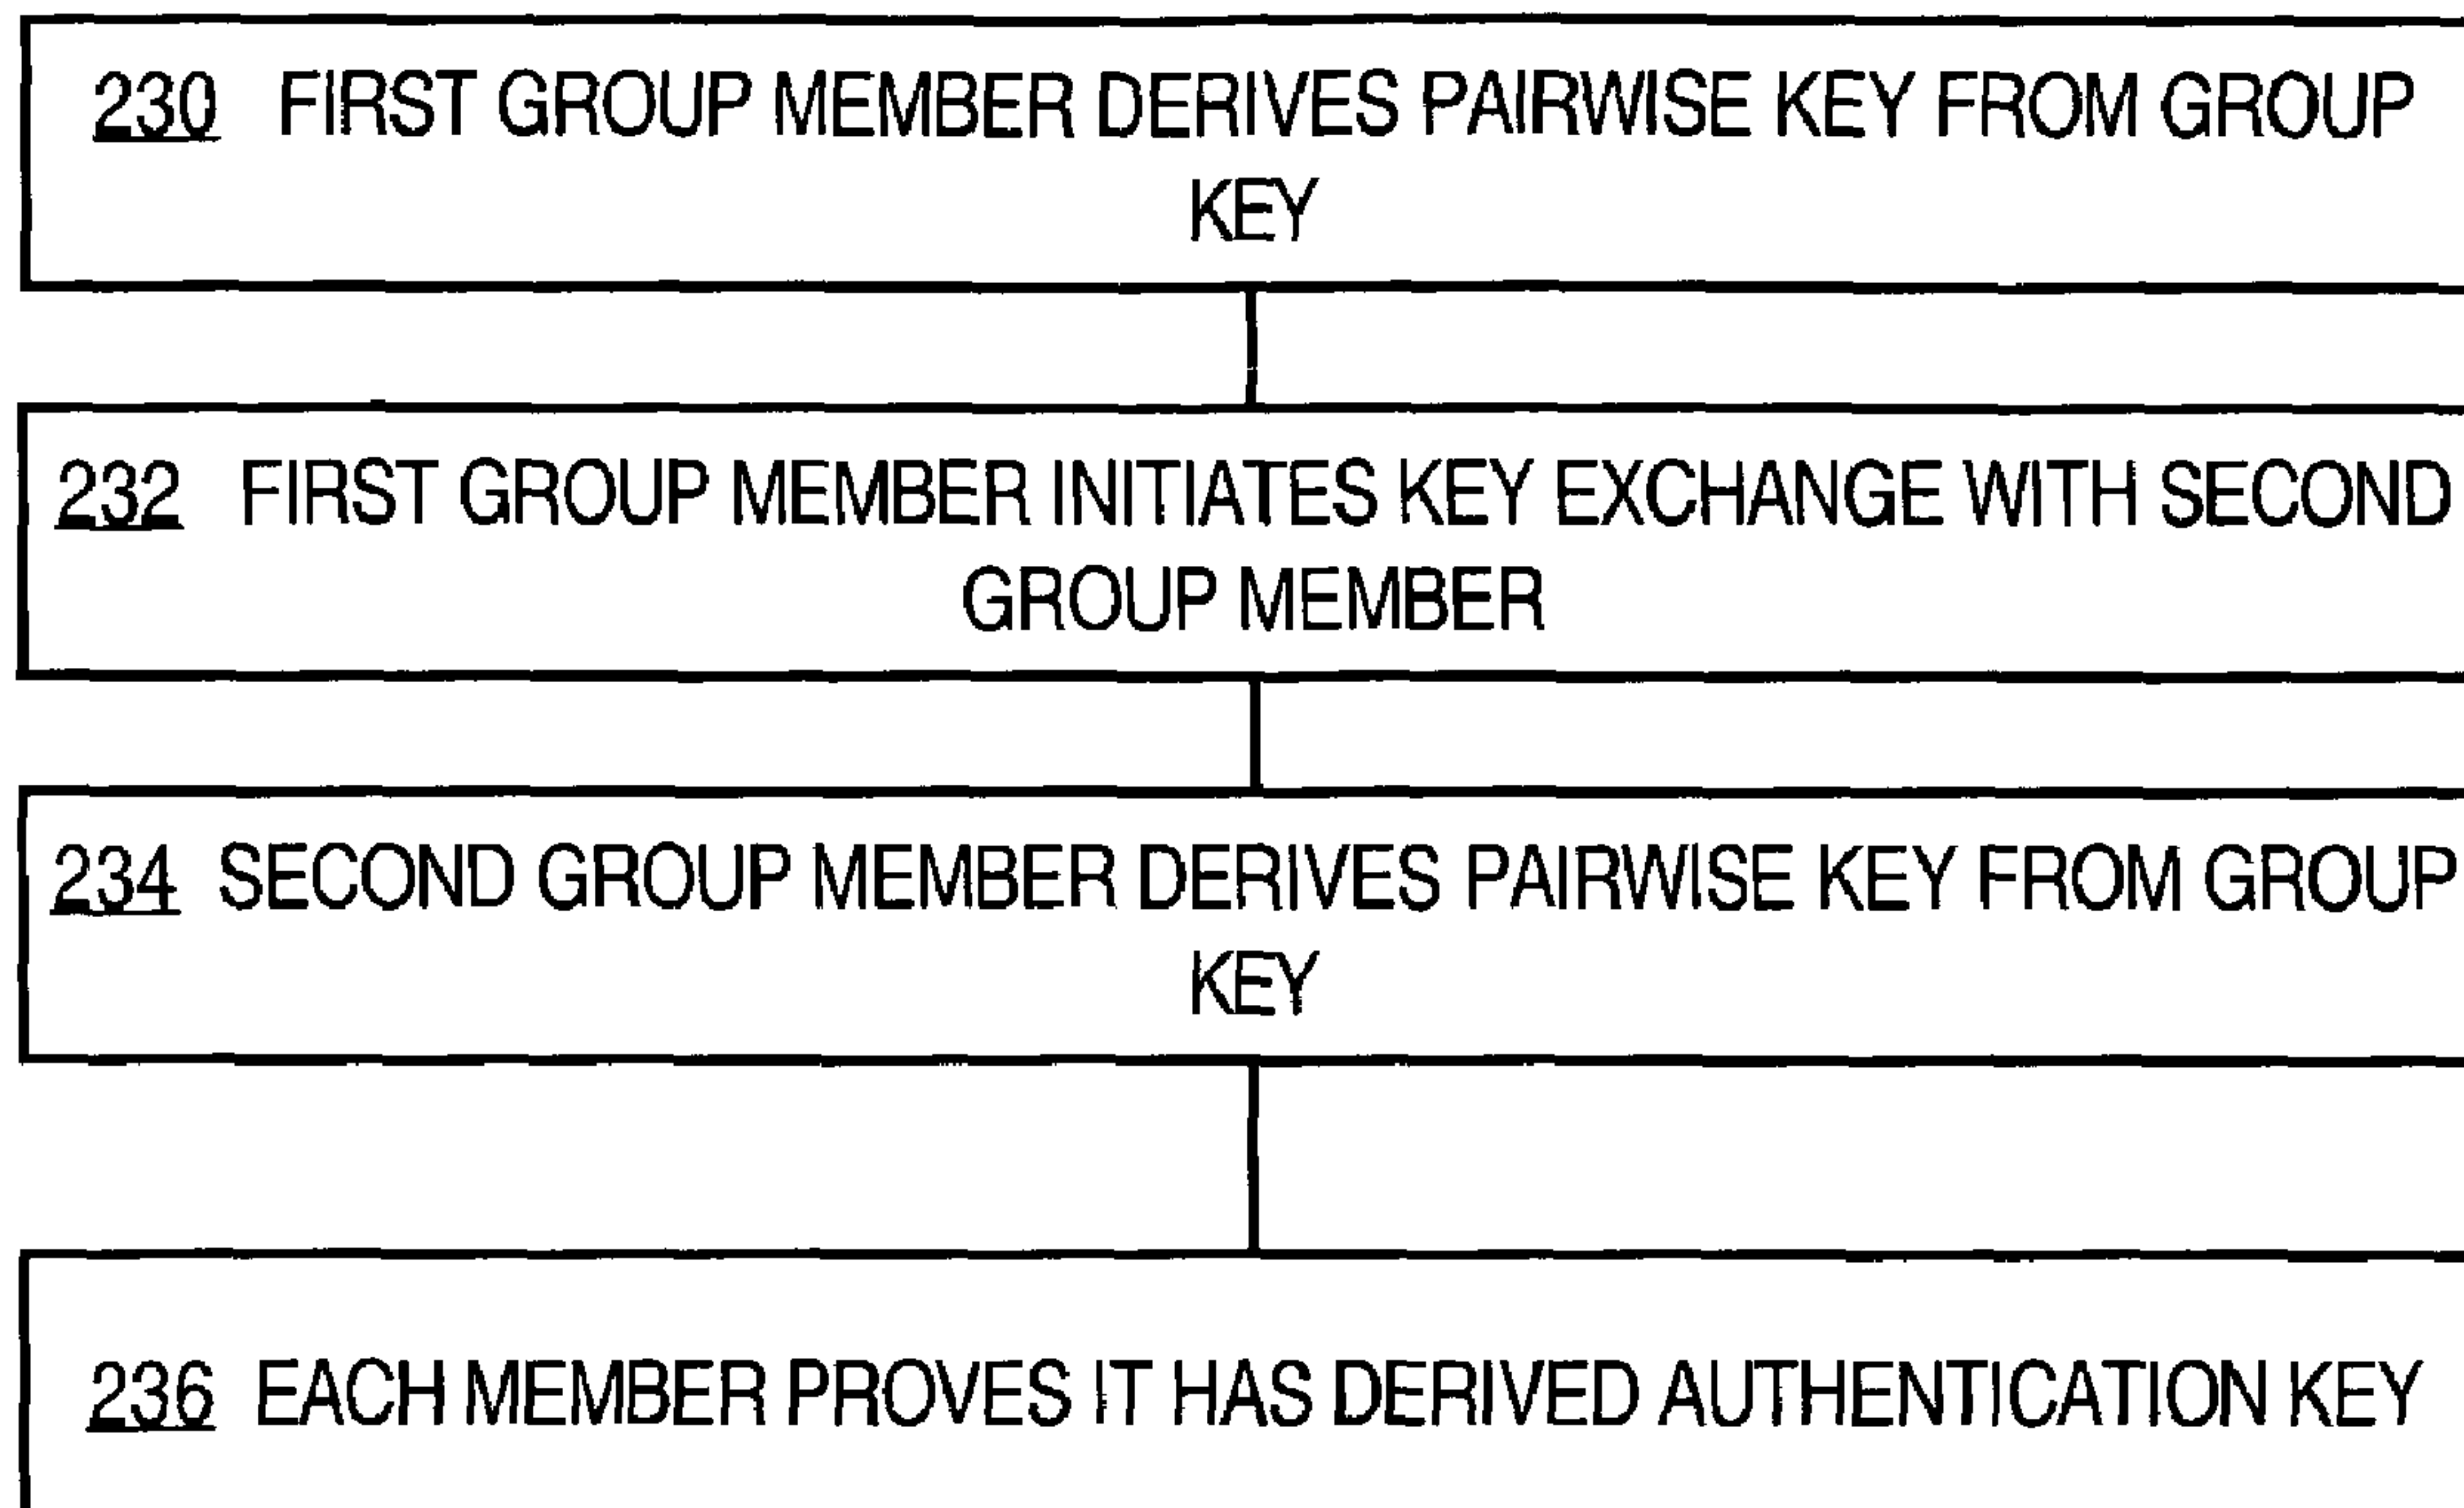 230 FIRST GROUP MEMBER DERIVES PAIRWISE KEY FROM GROUP
KEY
232 FIRST GROUP MEMBER INITIATES KEY EXCHANGE WITH SECOND
GROUP MEMBER
234 SECOND GROUP MEMBER DERIVES PAIRWISE KEY FROM GROUP
KEY
236 EACH MEMBER PROVES IT HAS DERIVED AUTHENTICATION KEY